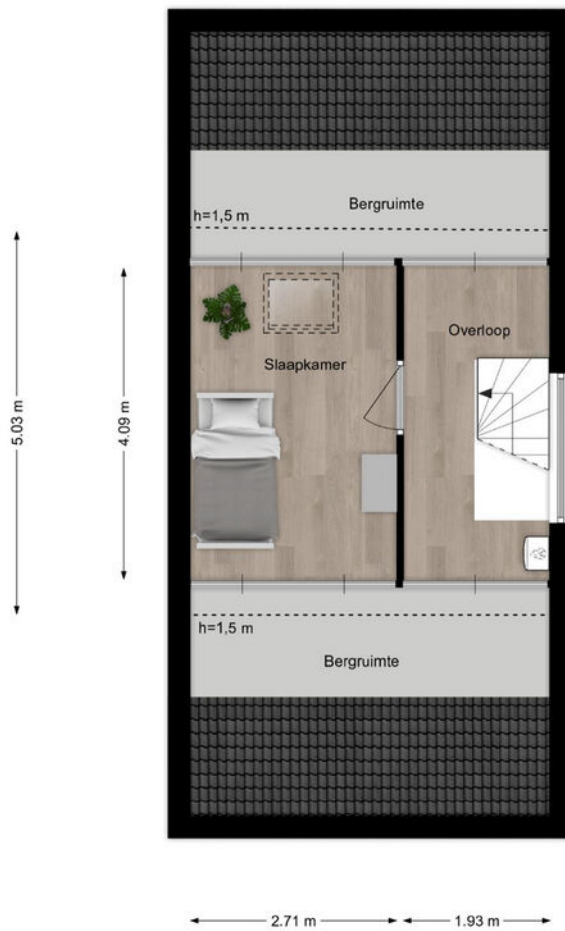 Bergruimte
h=1,5 m
Overloop
Slaapkamer
5.03 m
4.09 m
h=1,5 m
Bergruimte
2.71 m
1.93 m